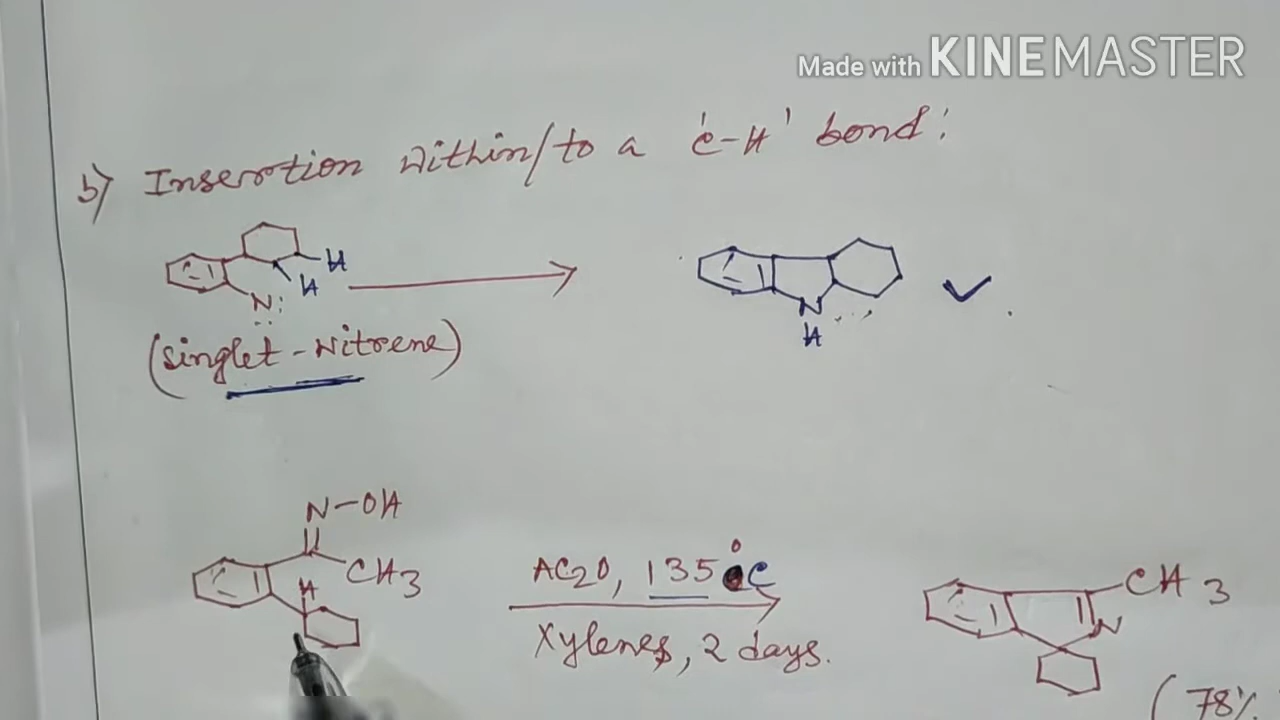 Made with KINEMASTER
b) Insertion within/to a 'C-H' bond:
H
H
N:
N
H
(singlet-Nitrene)
N-OH
CH3
H
AC2O, 135°C
Xylenes, 2 days.
CH3
N
(78%